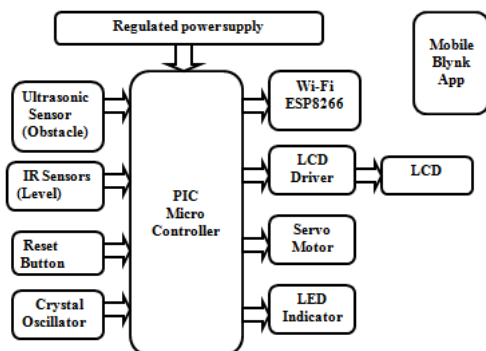 Regulated power supply
Mobile
Blynk
App
Ultrasonic
Sensor
(Obstacle)
Wi-Fi
ESP8266
IR Sensors
(Level)
LCD
Driver
LCD
PIC
Micro
Controller
Reset
Button
Servo
Motor
Crystal
Oscillator
LED
Indicator